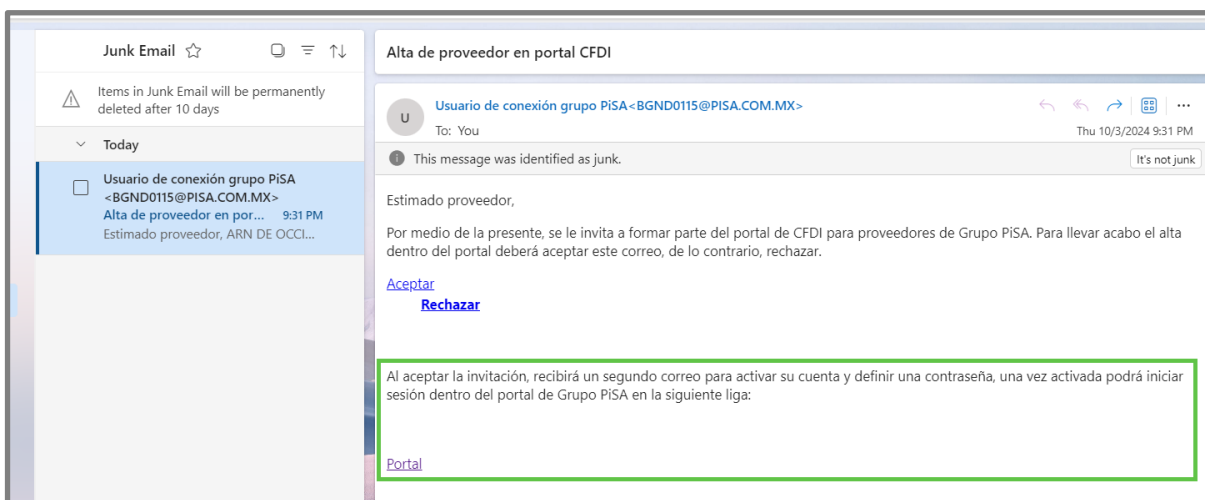 Junk Email
Items in Junk Email will be permanently
deleted after 10 days
Today
Usuario de conexión grupo PiSA
<BGND0115@PISA.COM.MX>
Alta de proveedor en por... 9:31 PM
Estimado proveedor, ARN DE OCCI...
Alta de proveedor en portal CFDI
U
Usuario de conexión grupo PiSA<BGND0115@PISA.COM.MX>
To: You
Thu 10/3/2024 9:31 PM
This message was identified as junk.
It's not junk
Estimado proveedor,
Por medio de la presente, se le invita a formar parte del portal de CFDI para proveedores de Grupo PiSA. Para llevar acabo el alta
dentro del portal deberá aceptar este correo, de lo contrario, rechazar.
Aceptar
Rechazar
Al aceptar la invitación, recibirá un segundo correo para activar su cuenta y definir una contraseña, una vez activada podrá iniciar
sesión dentro del portal de Grupo PiSA en la siguiente liga:
Portal